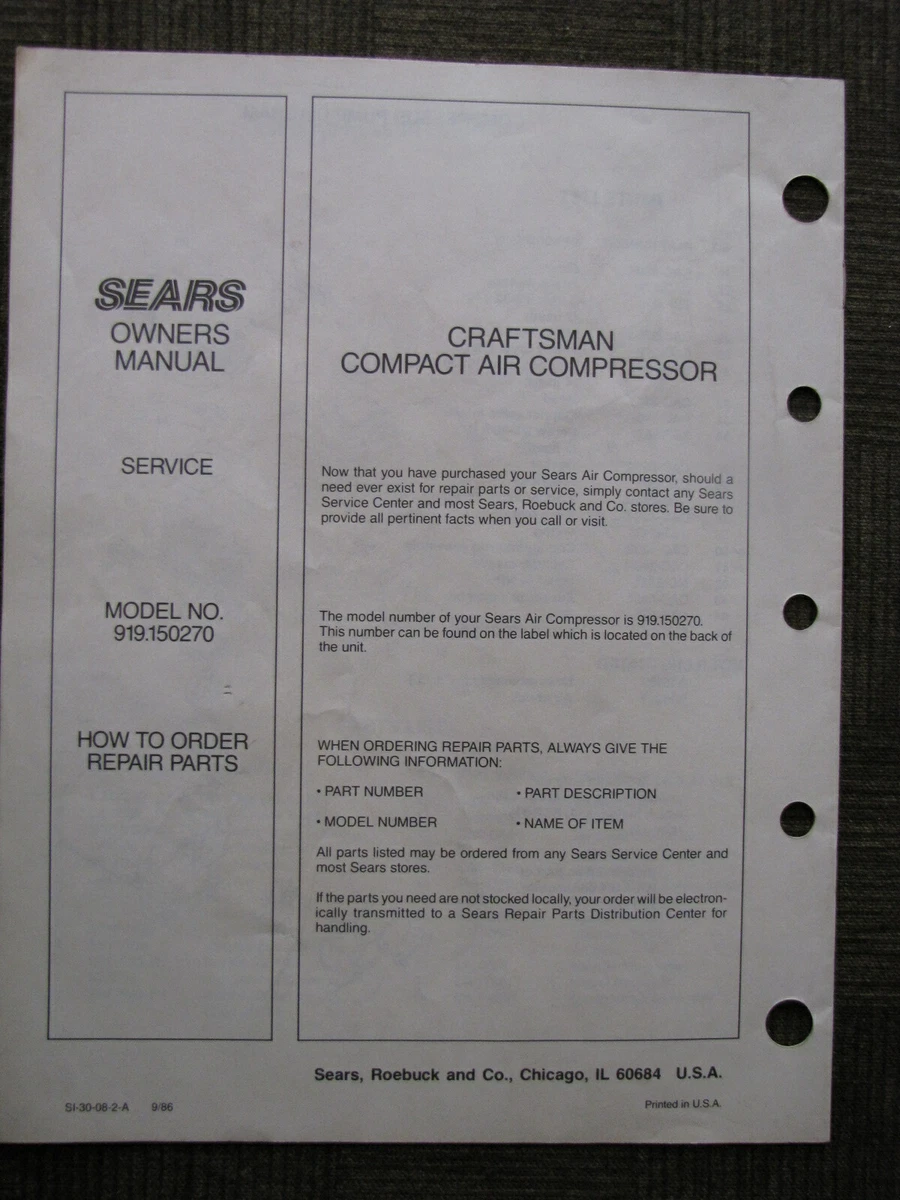 SEARS
OWNERS
MANUAL
SERVICE
MODEL NO.
919.150270
HOW TO ORDER
REPAIR PARTS
CRAFTSMAN
COMPACT AIR COMPRESSOR
Now that you have purchased your Sears Air Compressor, should a
need ever exist for repair parts or service, simply contact any Sears
Service Center and most Sears, Roebuck and Co. stores. Be sure to
provide all pertinent facts when you call or visit.
The model number of your Sears Air Compressor is 919.150270.
This number can be found on the label which is located on the back of
the unit.
WHEN ORDERING REPAIR PARTS, ALWAYS GIVE THE
FOLLOWING INFORMATION:
• PART NUMBER • PART DESCRIPTION
• MODEL NUMBER • NAME OF ITEM
All parts listed may be ordered from any Sears Service Center and
most Sears stores.
If the parts you need are not stocked locally, your order will be electron-
ically transmitted to a Sears Repair Parts Distribution Center for
handling.
Sears, Roebuck and Co., Chicago, IL 60684 U.S.A.
SI-30-08-2-A 9/86
Printed in U.S.A.